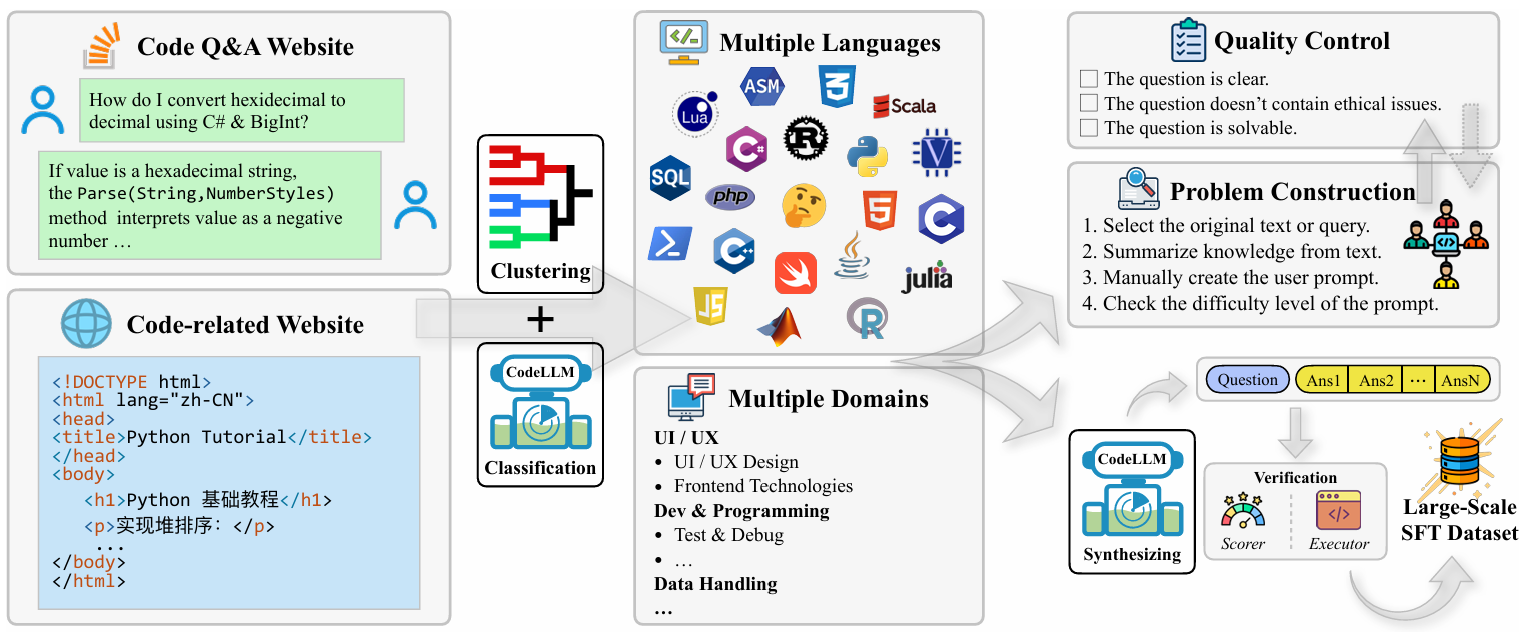 Code Q&A Website
How do I convert hexidecimal to
decimal using C# & BigInt?
If value is a hexadecimal string,
the Parse(String,NumberStyles)
method interprets value as a negative
number …
Code-related Website
<!DOCTYPE html>
<html lang="zh-CN">
<head>
<title>Python Tutorial</title>
</head>
<body>
<h1>Python 基础教程</h1>
<p>实现堆排序：</p>
...
</body>
</html>
Clustering
+
CodeLLM
Classification
Multiple Languages
ASM
3
Lua
Scala
C#
R
V
SQL
php
5
C
C++
Java
julia
JS
R
Multiple Domains
UI / UX
• UI / UX Design
• Frontend Technologies
Dev & Programming
• Test & Debug
• …
Data Handling
…
Quality Control
The question is clear.
The question doesn’t contain ethical issues.
The question is solvable.
Problem Construction
1. Select the original text or query.
2. Summarize knowledge from text.
3. Manually create the user prompt.
4. Check the difficulty level of the prompt.
CodeLLM
Synthesizing
Question Ans1 Ans2 … AnsN
Verification
Scorer Executor
Large-Scale
SFT Dataset